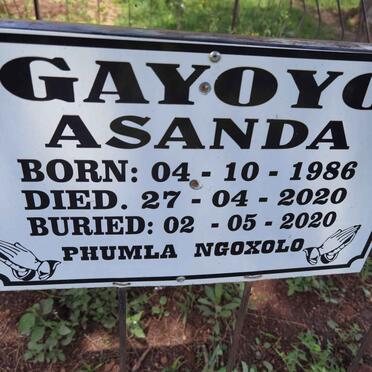 GAYOYO
ASANDA
BORN: 04 - 10 - 1986
DIED. 27 - 04 - 2020
BURIED: 02 - 05 - 2020
PHUMLA NGOXOLO